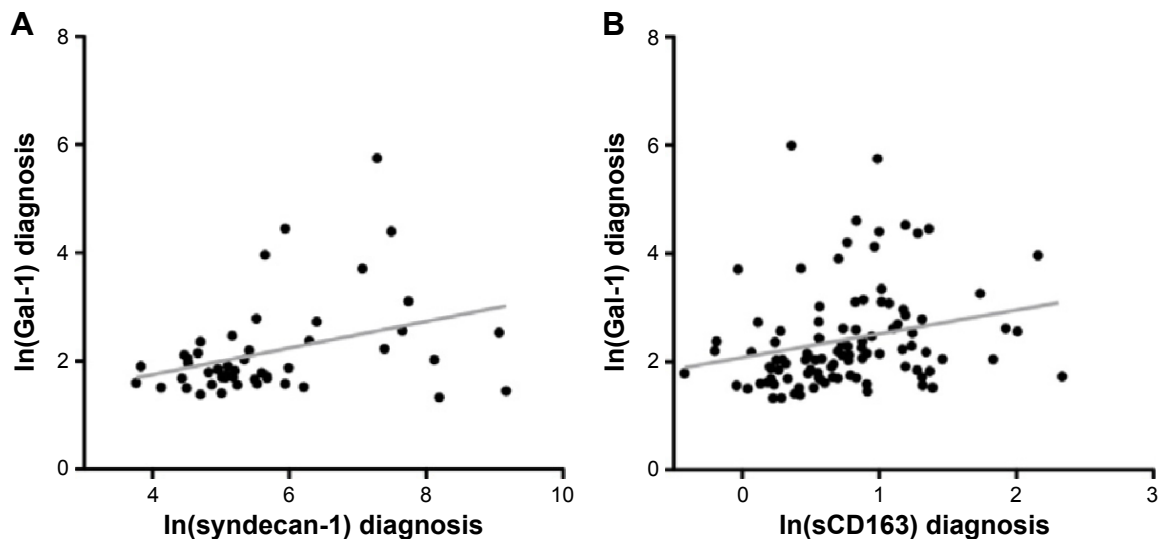 A
8
6
4
2
0
ln(Gal-1) diagnosis
4 6 8 10
ln(syndecan-1) diagnosis
B
8
6
4
2
0
ln(Gal-1) diagnosis
0 1 2 3
ln(sCD163) diagnosis